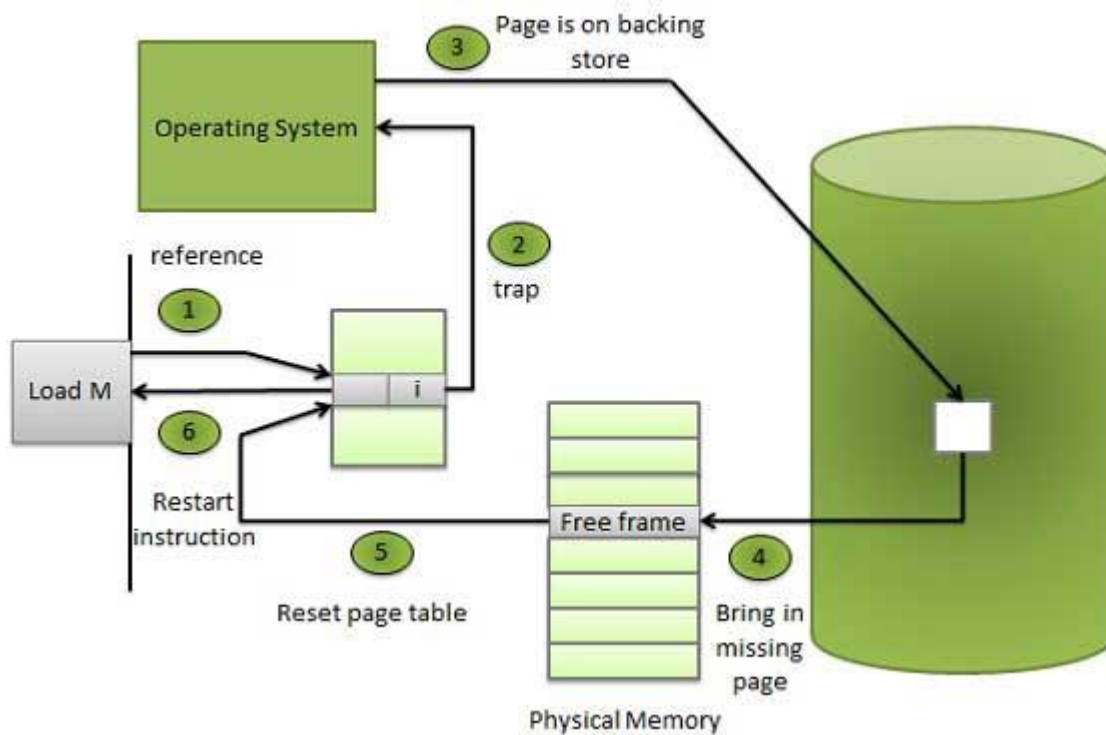 3
Page is on backing
store
Operating System
2
trap
reference
1
Load M
i
6
Restart
instruction
Free frame
5
Reset page table
4
Bring in
missing
page
Physical Memory